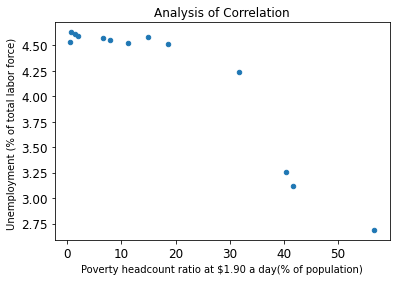 Analysis of Correlation
Unemployment (% of total labor force)
4.50
4.25
4.00
3.75
3.50
3.25
3.00
2.75
0 10 20 30 40 50
Poverty headcount ratio at $1.90 a day(% of population)